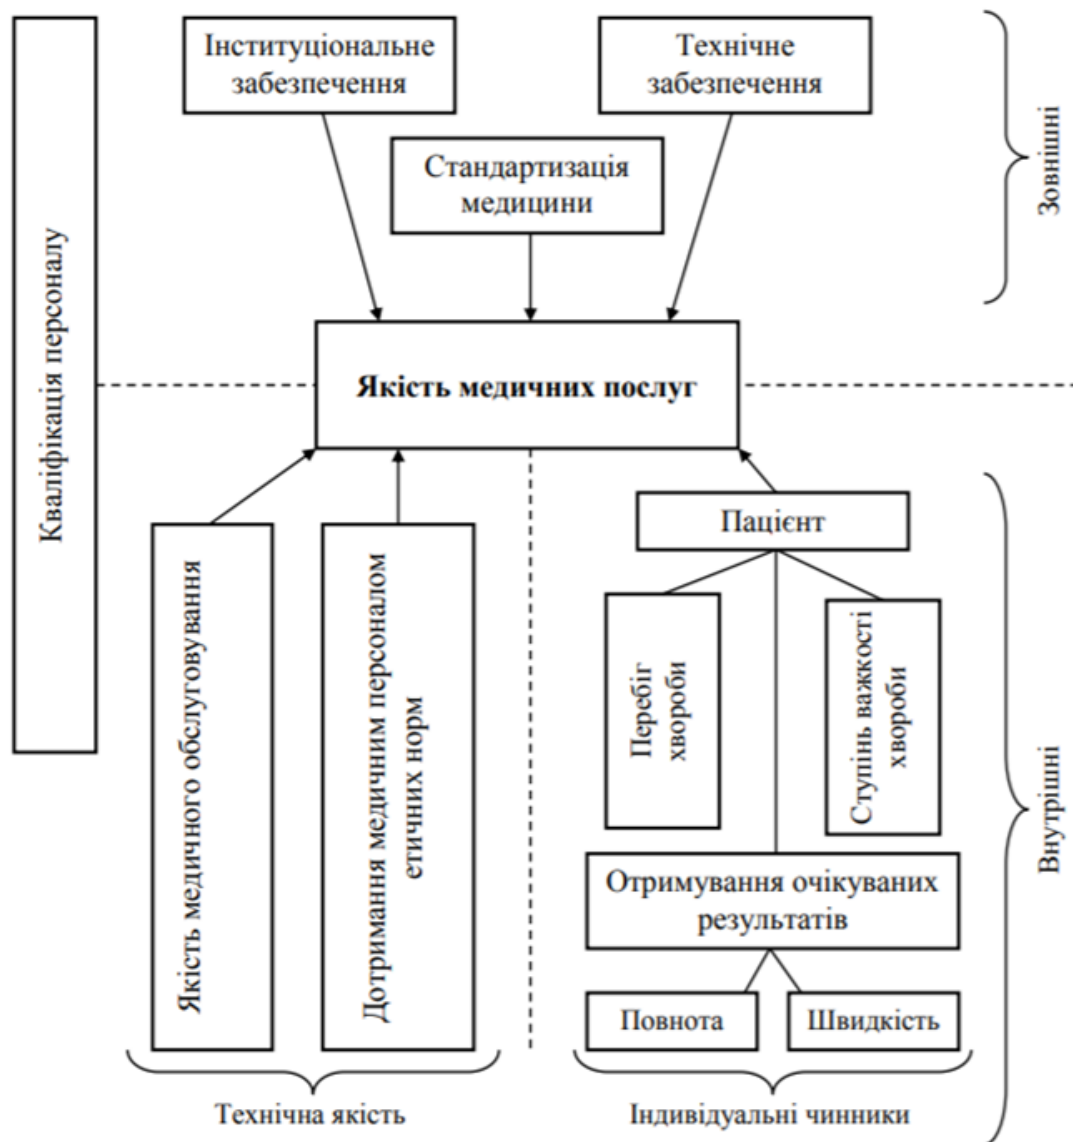 Інституціональне
забезпечення
Технічне
забезпечення
Стандартизація
медицини
Зовнішні
Кваліфікація персоналу
Якість медичних послуг
Якість медичного обслуговування
Дотримання медичним персоналом
етичних норм
Пацієнт
Перебіг
хвороби
Ступінь важкості
хвороби
Отримування очікуваних
результатів
Повнота
Швидкість
Внутрішні
Технічна якість
Індивідуальні чинники